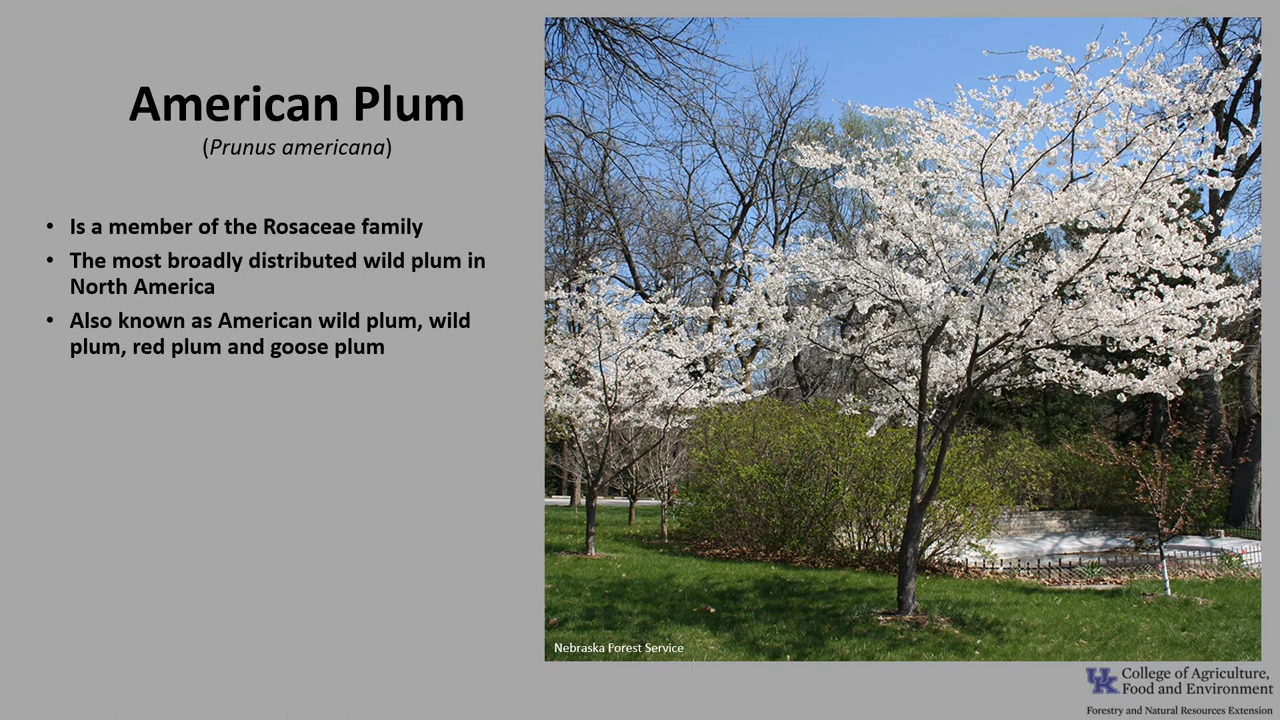 American Plum
(Prunus americana)
• Is a member of the Rosaceae family
• The most broadly distributed wild plum in
North America
• Also known as American wild plum, wild
plum, red plum and goose plum
Nebraska Forest Service
UK
College of Agriculture,
Food and Environment
Forestry and Natural Resources Extension